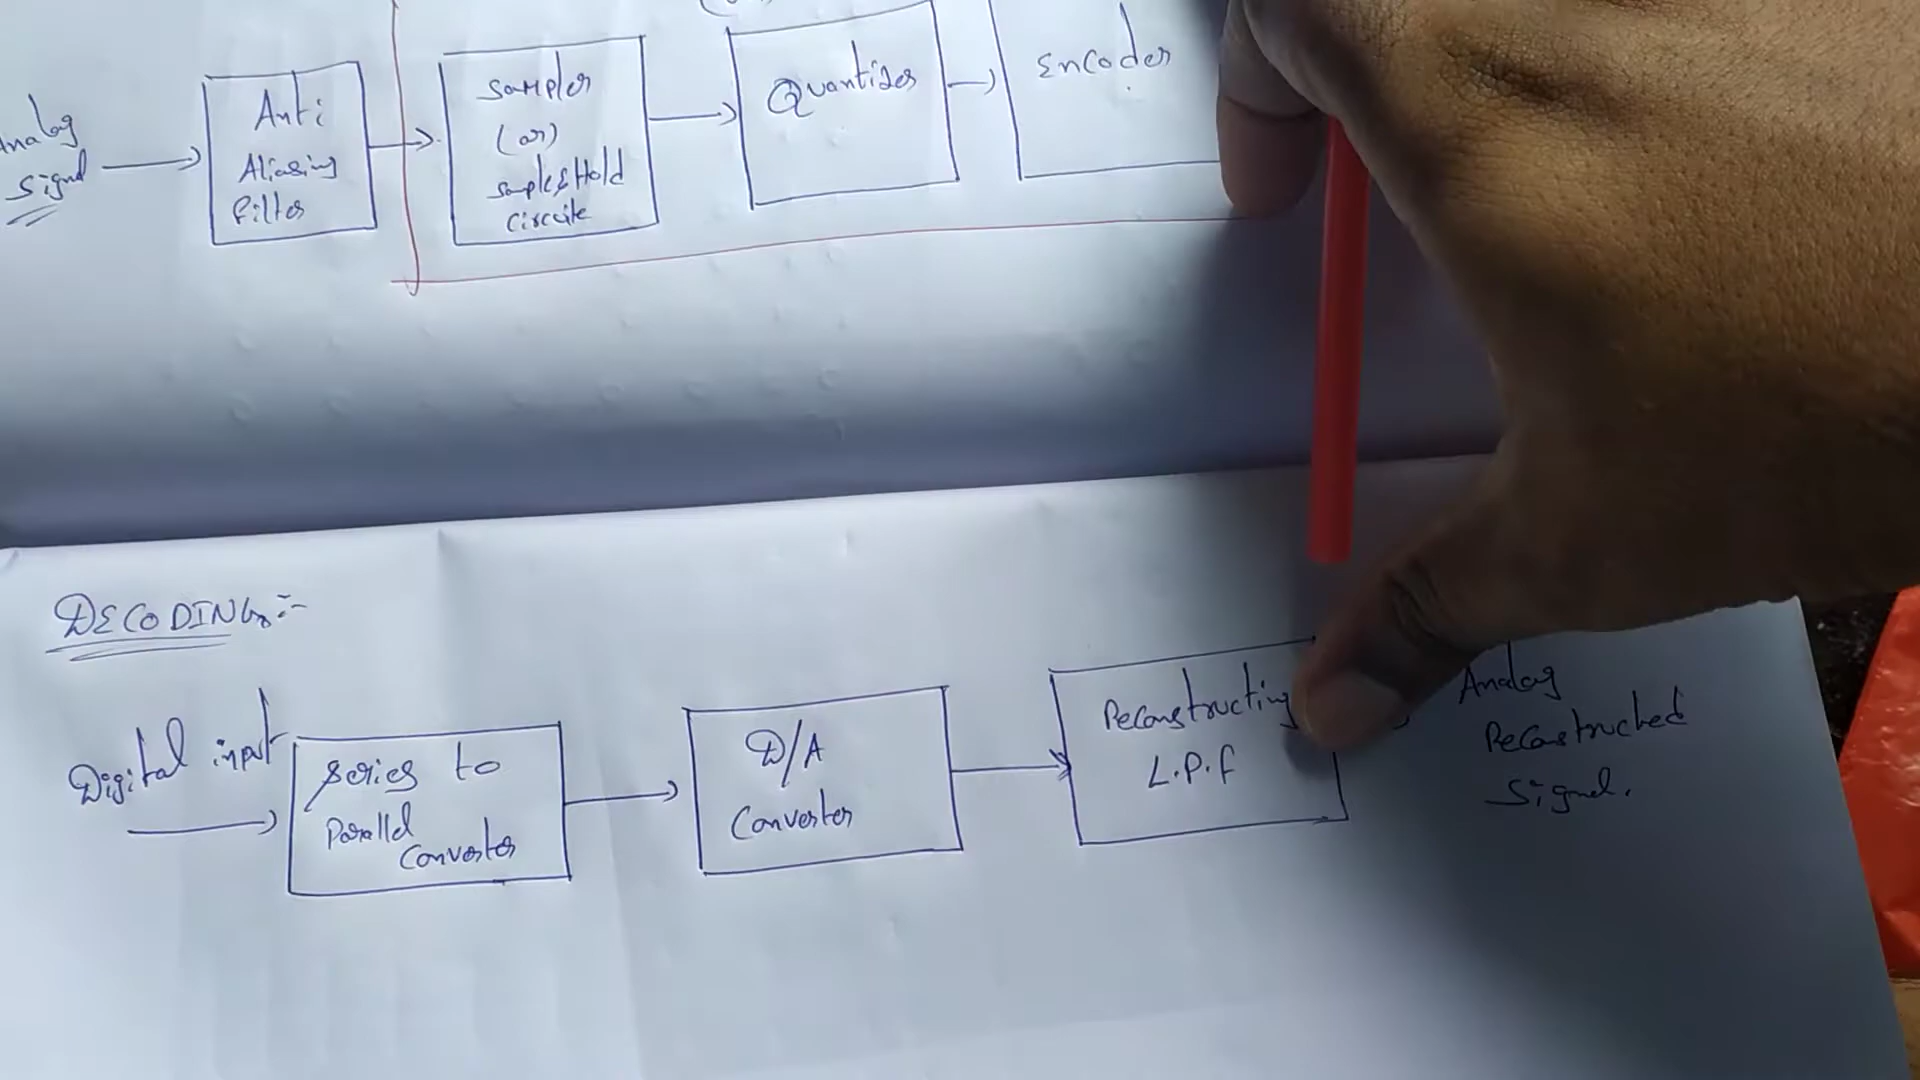 Analog
Signal
Anti
Aliasing
Filter
Sampler
(or)
Sample & Hold
Circuit
Quantizer
Encoder
DECODING:-
Digital input
Series to
Parallel
Converter
D/A
Converter
Reconstructing
L.P.F
Analog
Reconstructed
Signal.